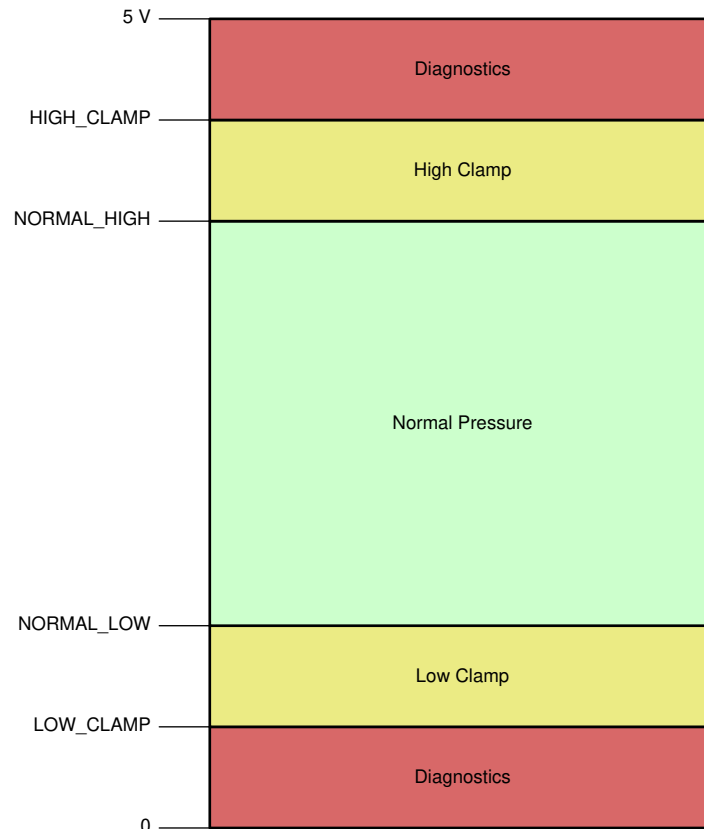 5 V
Diagnostics
HIGH_CLAMP
High Clamp
NORMAL_HIGH
Normal Pressure
NORMAL_LOW
Low Clamp
LOW_CLAMP
Diagnostics
0